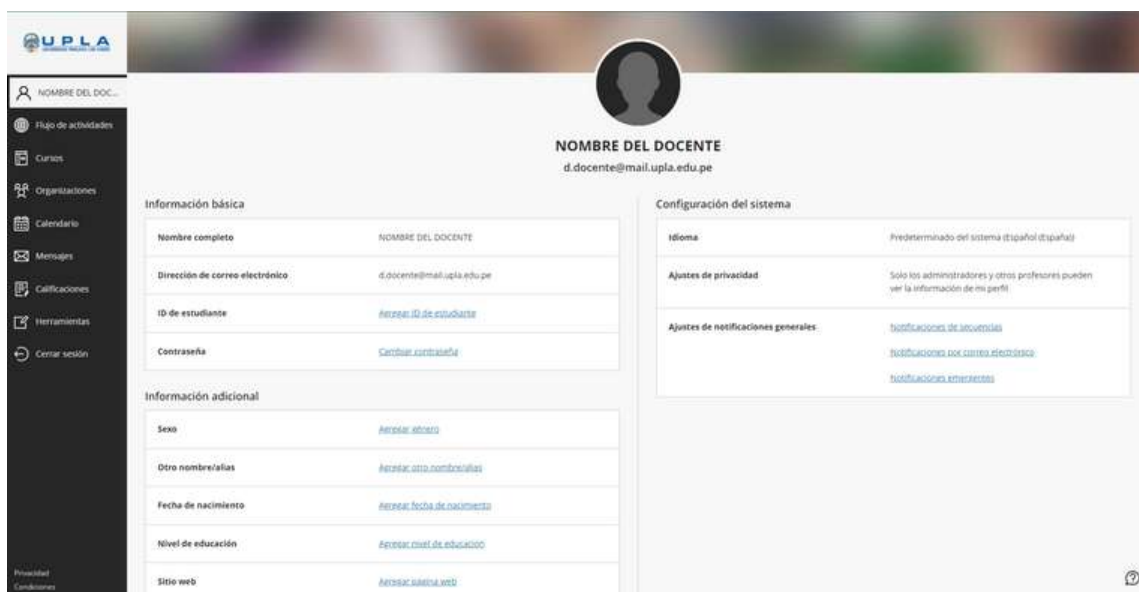 UPLA
NOMBRE DEL DOC...
Flujo de actividades
Cursos
Organizaciones
Calendario
Mensajes
Calificaciones
Herramientas
Cerrar sesión
Privacidad
Condiciones
NOMBRE DEL DOCENTE
d.docente@mail.upla.edu.pe
Información básica
Nombre completo NOMBRE DEL DOCENTE
Dirección de correo electrónico d.docente@mail.upla.edu.pe
ID de estudiante Agregar ID de estudiante
Contraseña Cambiar contraseña
Información adicional
Sexo Agregar género
Otro nombre/alias Agregar otro nombre/alias
Fecha de nacimiento Agregar fecha de nacimiento
Nivel de educación Agregar nivel de educación
Sitio web Agregar página web
Configuración del sistema
Idioma Predeterminado del sistema (Español (España))
Ajustes de privacidad Solo los administradores y otros profesores pueden
ver la información de mi perfil
Ajustes de notificaciones generales Notificaciones de secuencias
Notificaciones por correo electrónico
Notificaciones emergentes